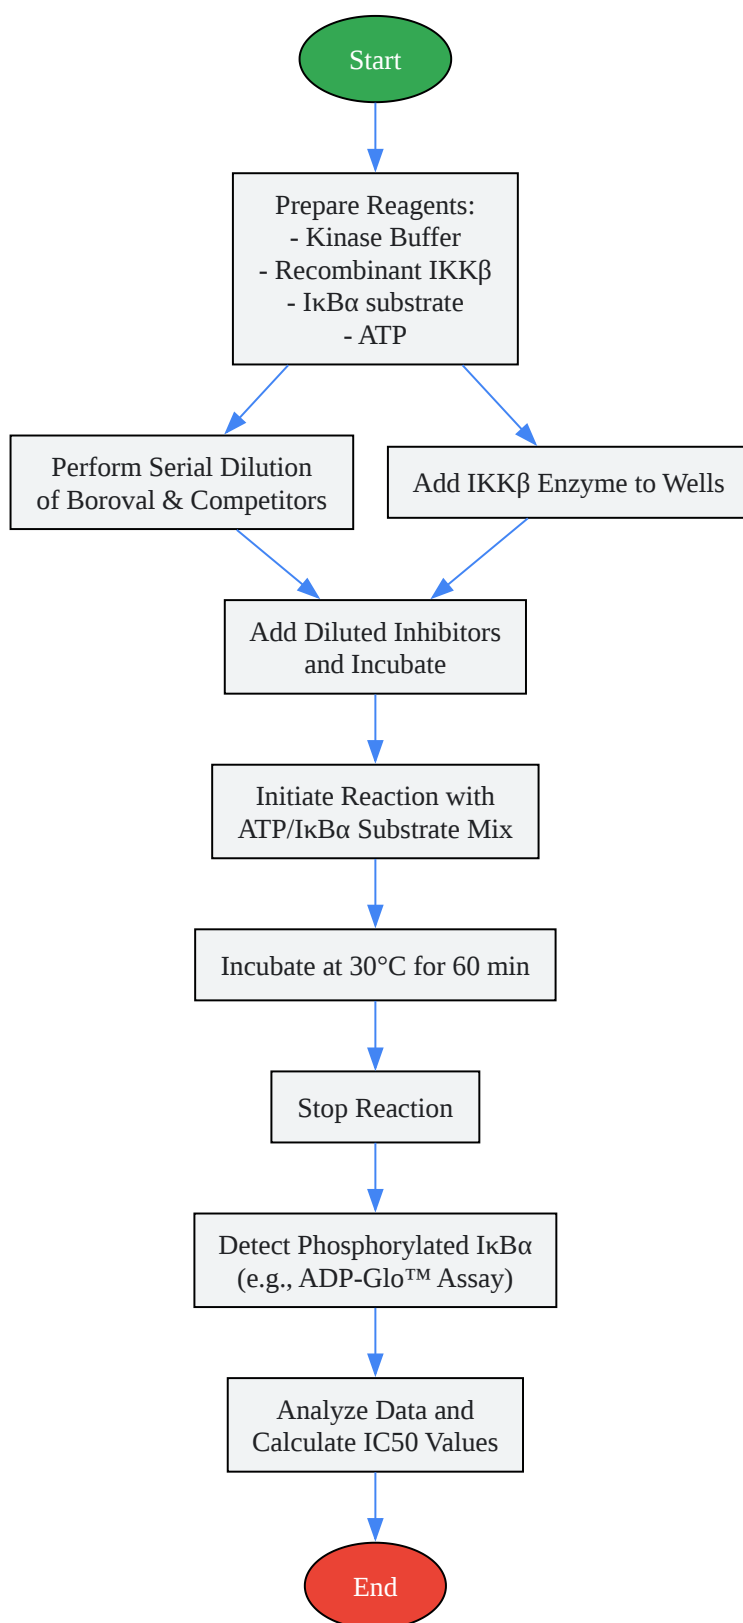 Start
Prepare Reagents:
- Kinase Buffer
- Recombinant IKKβ
- IκBα substrate
- ATP
Perform Serial Dilution
of Boroval & Competitors
Add IKKβ Enzyme to Wells
Add Diluted Inhibitors
and Incubate
Initiate Reaction with
ATP/IκBα Substrate Mix
Incubate at 30°C for 60 min
Stop Reaction
Detect Phosphorylated IκBα
(e.g., ADP-Glo™ Assay)
Analyze Data and
Calculate IC50 Values
End